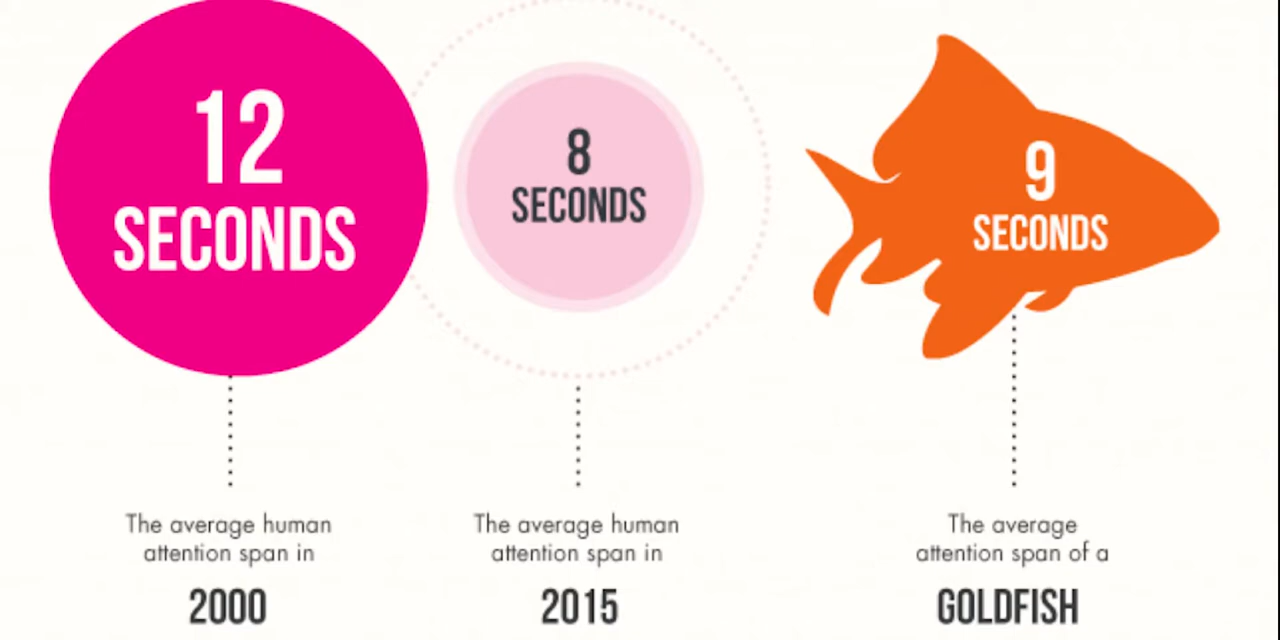 12
SECONDS
The average human
attention span in
2000
8
SECONDS
The average human
attention span in
2015
9
SECONDS
The average
attention span of a
GOLDFISH